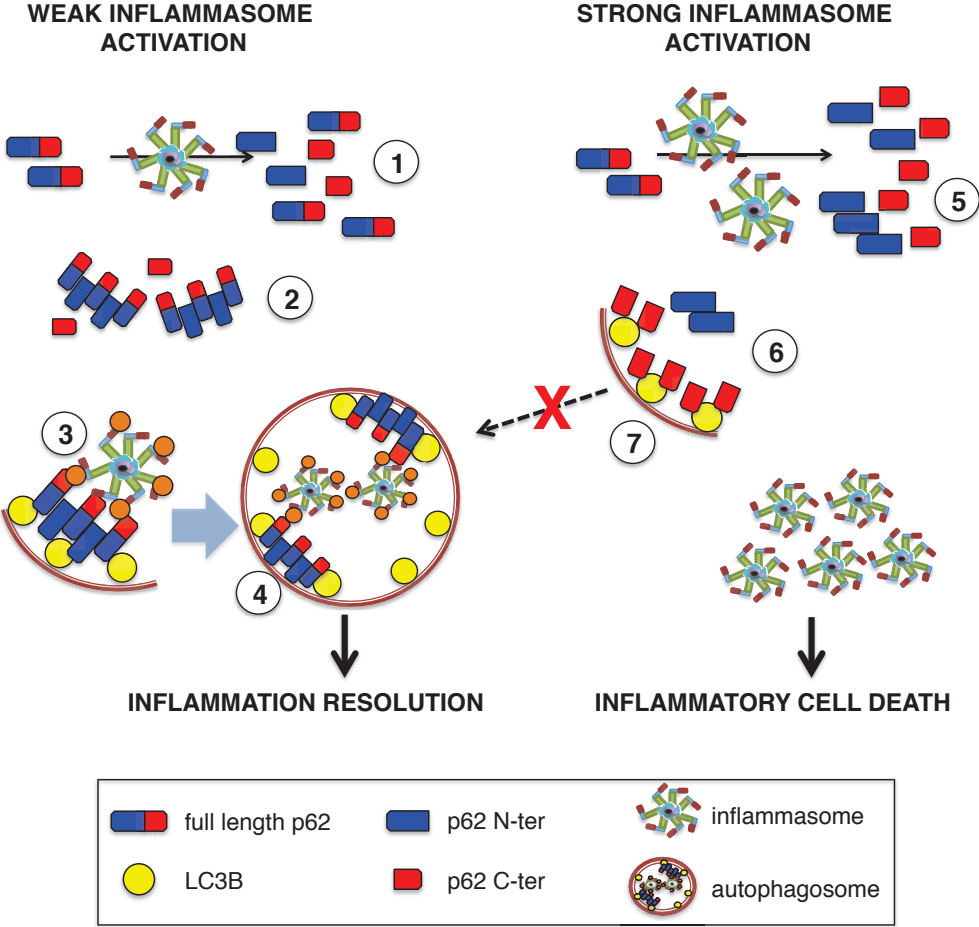 WEAK INFLAMMASOME
ACTIVATION
STRONG INFLAMMASOME
ACTIVATION
1
2
3
4
5
6
7
X
INFLAMMATION RESOLUTION
INFLAMMATORY CELL DEATH
full length p62
p62 N-ter
inflammasome
LC3B
p62 C-ter
autophagosome